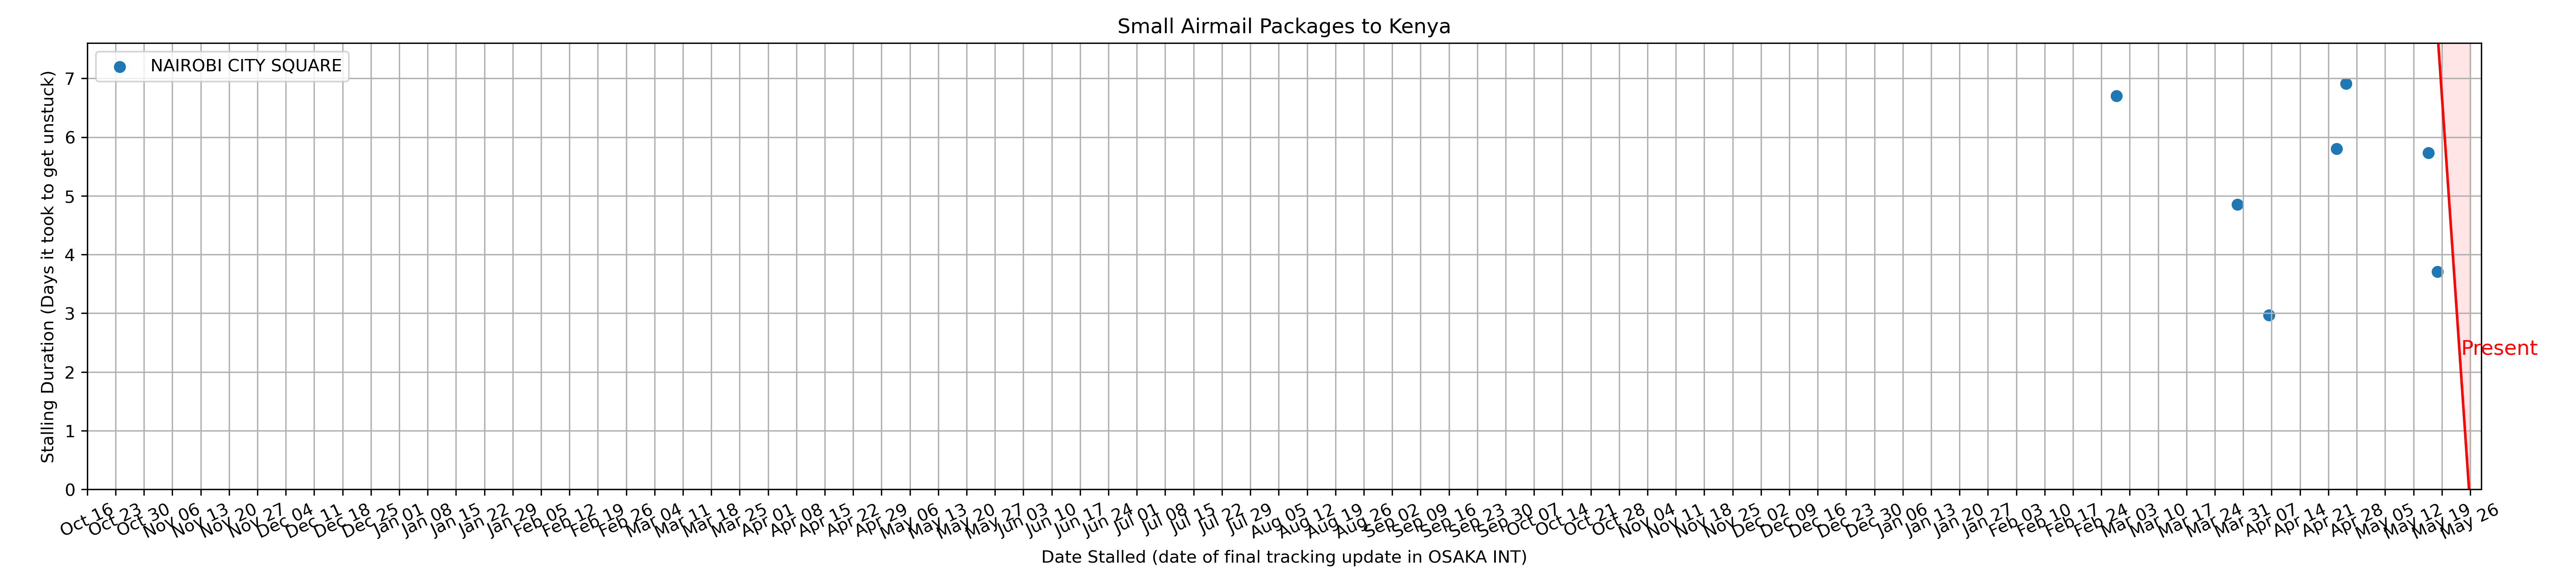 Small Airmail Packages to Kenya
NAIROBI CITY SQUARE
Stalling Duration (Days it took to get unstuck)
7
6
5
4
3
2
1
0
Present
Oct 16
Oct 23
Oct 30
Nov 06
Nov 13
Nov 20
Dec 04
Dec 11
Dec 18
Dec 25
Jan 01
Jan 08
Jan 15
Jan 22
Jan 29
Feb 05
Feb 12
Feb 19
Feb 26
Mar 04
Mar 11
Mar 18
Mar 25
Apr 01
Apr 08
Apr 15
Apr 22
Apr 29
May 06
May 13
May 20
May 27
Jun 03
Jun 10
Jun 17
Jun 24
Jul 01
Jul 08
Jul 15
Jul 22
Jul 29
Aug 05
Aug 12
Aug 19
Aug 26
Sep 02
Sep 09
Sep 16
Sep 23
Sep 30
Oct 07
Oct 14
Oct 21
Oct 28
Nov 04
Nov 11
Nov 18
Nov 25
Dec 02
Dec 09
Dec 16
Dec 23
Dec 30
Jan 06
Jan 13
Jan 20
Jan 27
Feb 03
Feb 10
Feb 17
Feb 24
Mar 03
Mar 10
Mar 17
Mar 24
Mar 31
Apr 07
Apr 14
Apr 21
Apr 28
May 05
May 12
May 19
May 26
Date Stalled (date of final tracking update in OSAKA INT)